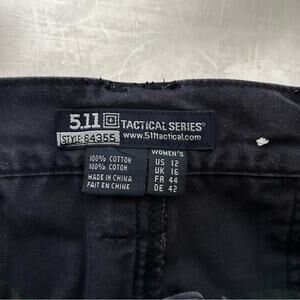 5.11 TACTICAL SERIES®
STYLE: 64355 www.511tactical.com
100% COTTON
100% COTON
MADE IN CHINA
FAIT EN CHINE
WOMEN'S
US 12
UK 16
FR 44
DE 42